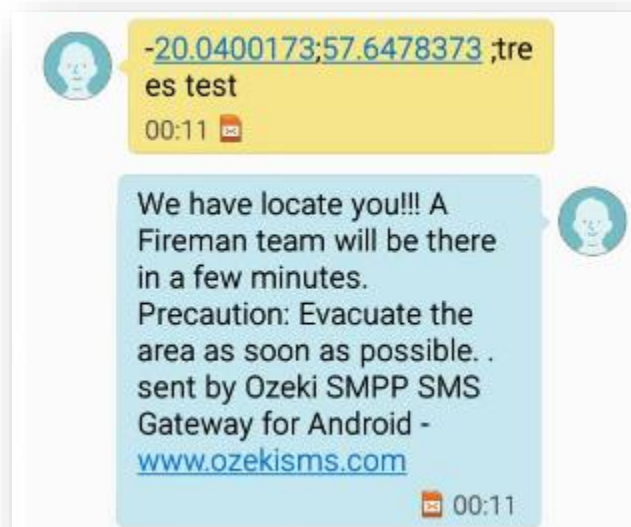 -20.0400173;57.6478373 ;tre
es test
00:11
We have locate you!!! A
Fireman team will be there
in a few minutes.
Precaution: Evacuate the
area as soon as possible. .
sent by Ozeki SMPP SMS
Gateway for Android -
www.ozekisms.com
00:11